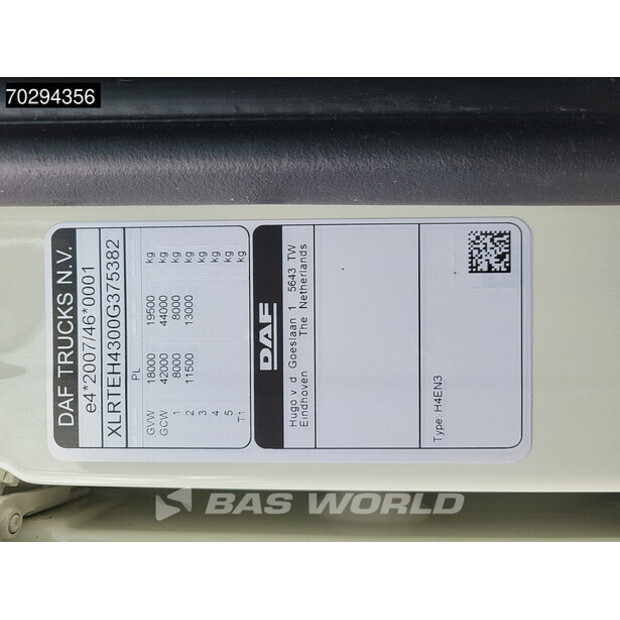 70294356
DAF TRUCKS N.V.
e4*2007/46*0001
XLRTEH4300G375382
PL
GVW 18000 19500 kg
GCW 42000 44000 kg
1 8000 8000 kg
2 11500 13000 kg
3 kg
4 kg
5 kg
T1 kg
DAF
Hugo v d Goeslaan 1 5643 TW
Eindhoven The Netherlands
Type: H4EN3
BAS WORLD